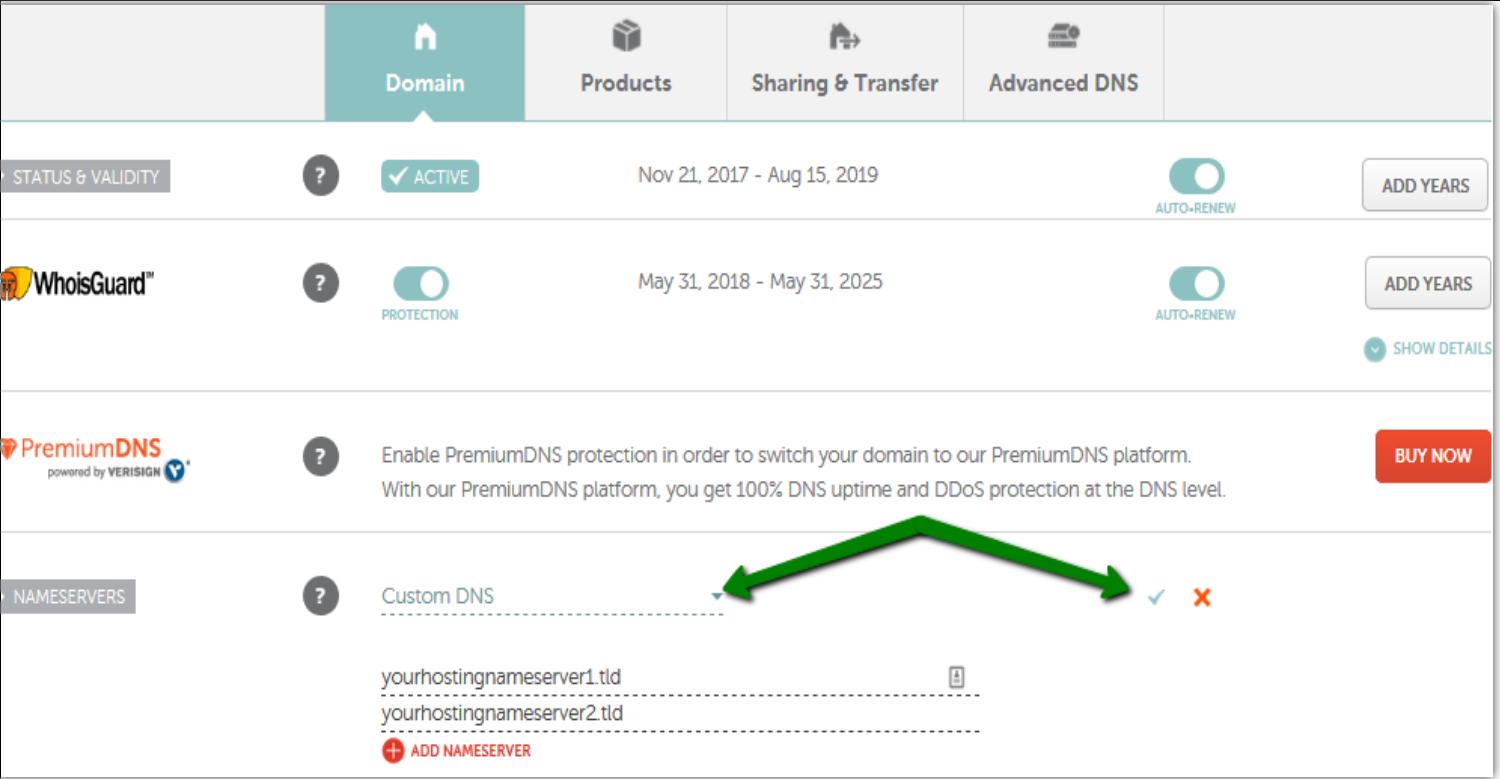 Domain
Products
Sharing & Transfer
Advanced DNS
STATUS & VALIDITY
?
ACTIVE
Nov 21, 2017 - Aug 15, 2019
AUTO-RENEW
ADD YEARS
WhoisGuard™
?
PROTECTION
May 31, 2018 - May 31, 2025
AUTO-RENEW
ADD YEARS
SHOW DETAILS
PremiumDNS
powered by VERISIGN
?
Enable PremiumDNS protection in order to switch your domain to our PremiumDNS platform.
With our PremiumDNS platform, you get 100% DNS uptime and DDoS protection at the DNS level.
BUY NOW
NAMESERVERS
?
Custom DNS
yourhostingnameserver1.tld
yourhostingnameserver2.tld
ADD NAMESERVER